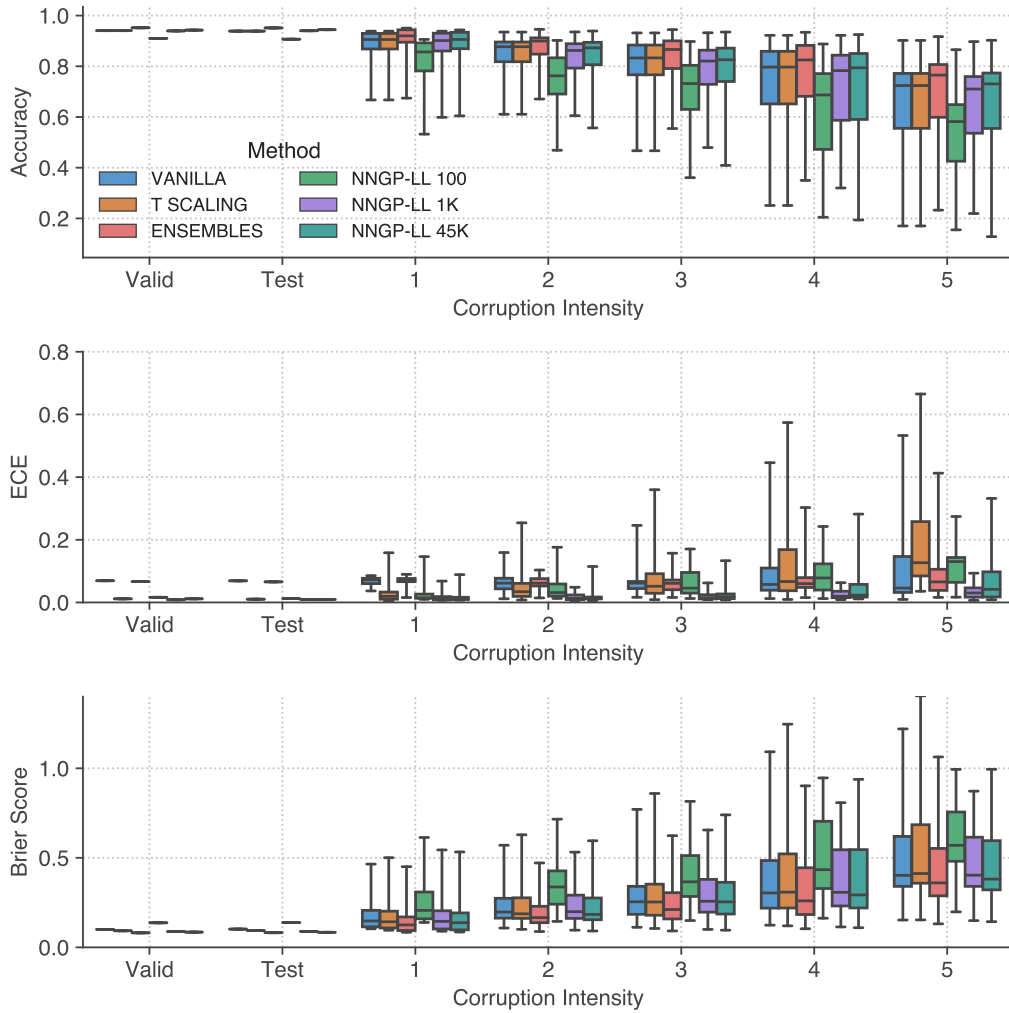 1.0
0.8
0.6
0.4
0.2
Accuracy
Method
VANILLA
T SCALING
ENSEMBLES
NNGP-LL 100
NNGP-LL 1K
NNGP-LL 45K
Valid Test 1 2 3 4 5
Corruption Intensity
0.8
0.6
0.4
0.2
0.0
ECE
Valid Test 1 2 3 4 5
Corruption Intensity
1.0
0.5
0.0
Brier Score
Valid Test 1 2 3 4 5
Corruption Intensity